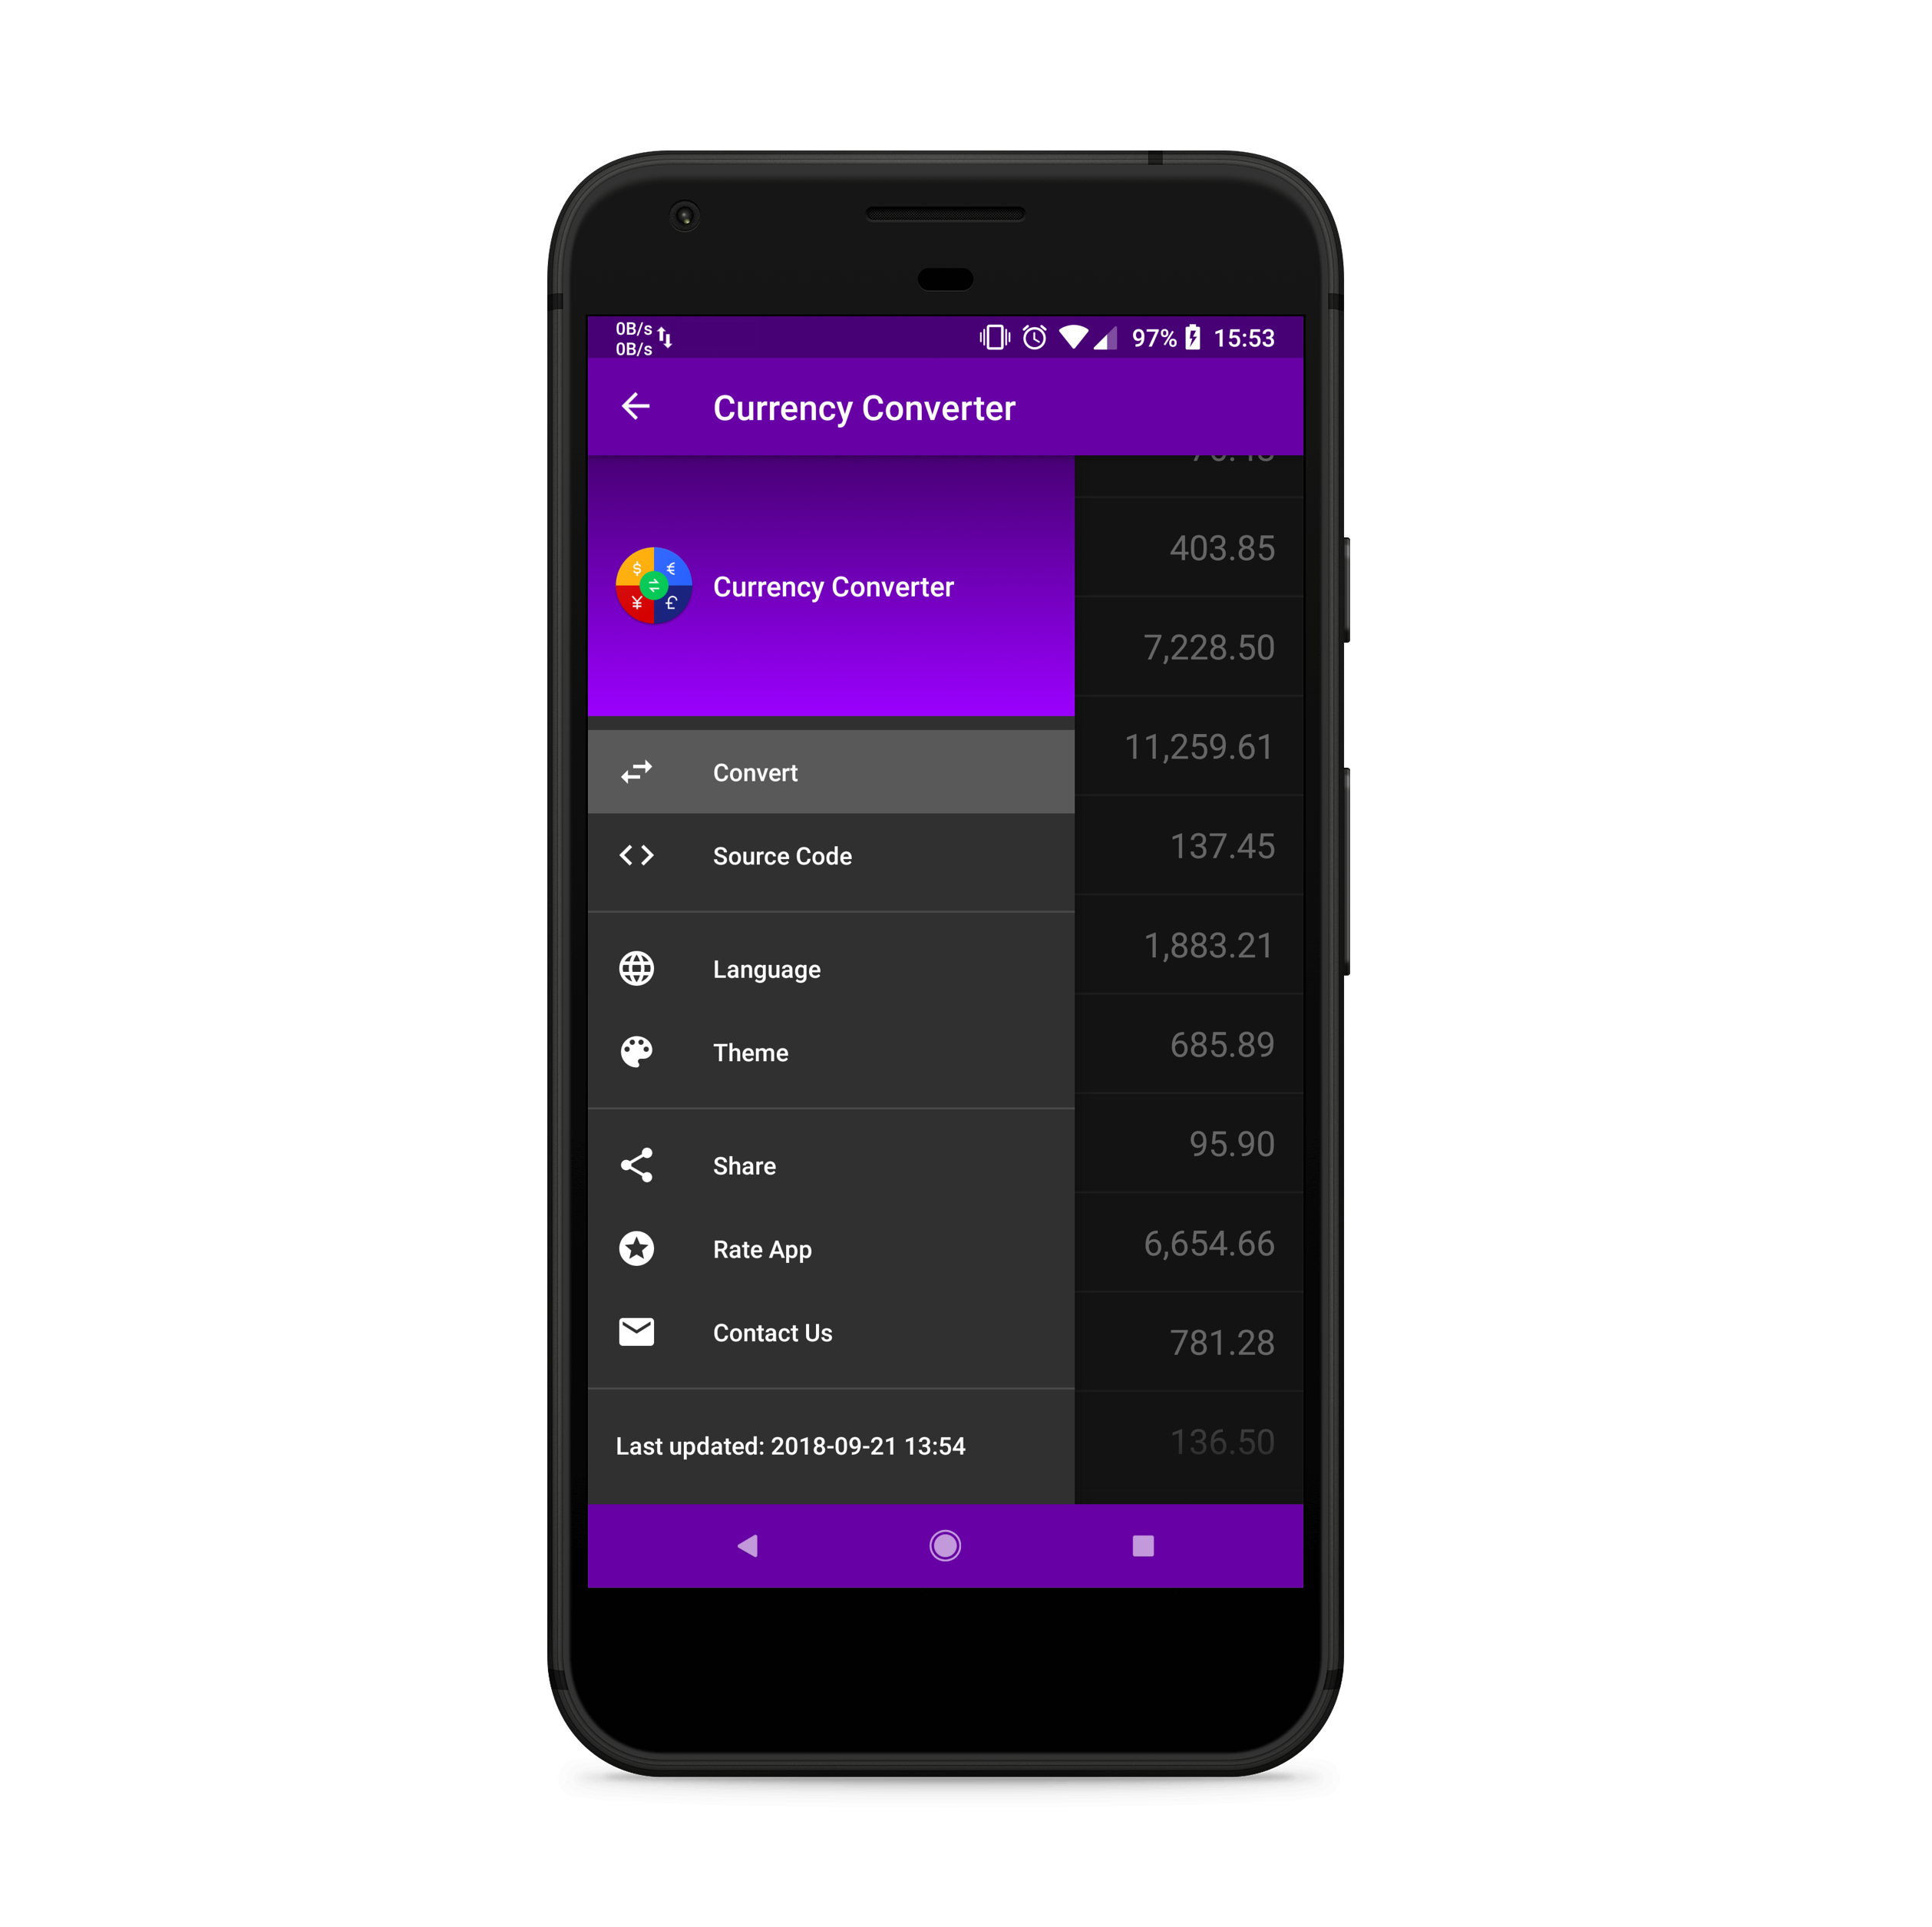 0B/s
0B/s
97% 15:53
Currency Converter
403.85
$ €
¥ £
Currency Converter
7,228.50
11,259.61
Convert
137.45
Source Code
1,883.21
Language
685.89
Theme
95.90
Share
6,654.66
Rate App
781.28
Contact Us
136.50
Last updated: 2018-09-21 13:54